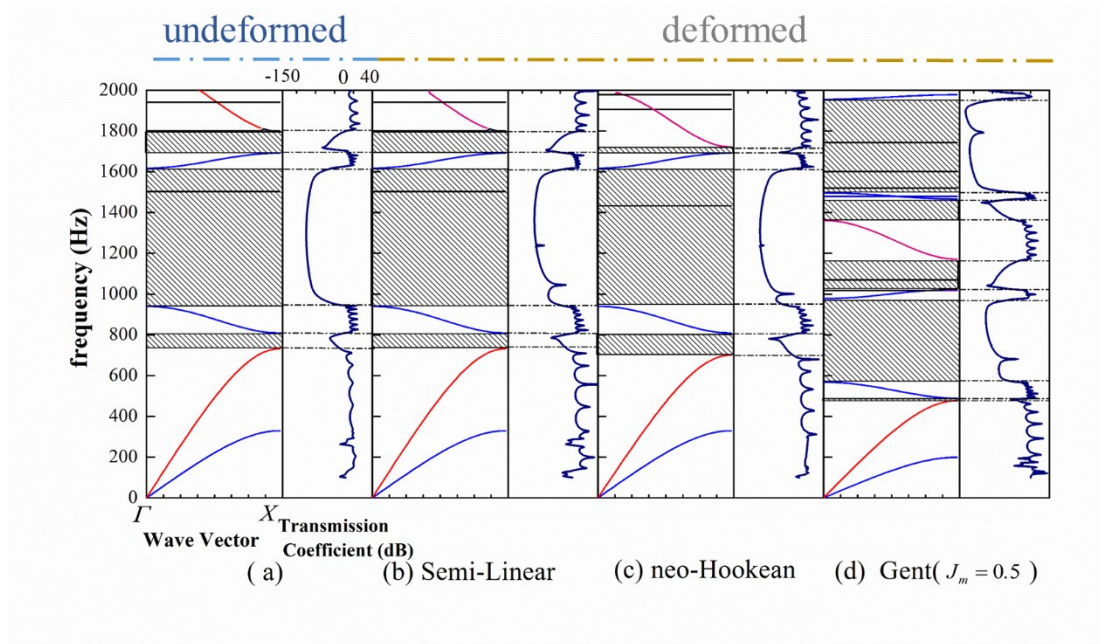 undeformed deformed
-150 0 40
2000
1800
1600
1400
1200
1000
800
600
400
200
0
frequency (Hz)
Γ X
Wave Vector
Transmission
Coefficient (dB)
( a) (b) Semi-Linear (c) neo-Hookean (d) Gent( J_m = 0.5 )